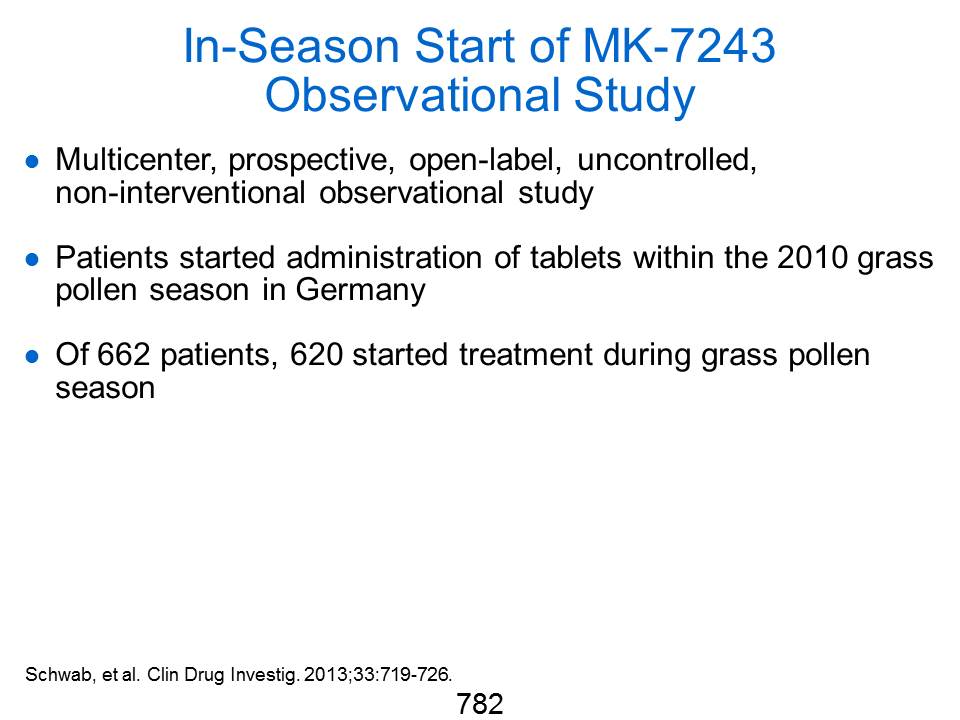 In-Season Start of MK-7243
Observational Study
● Multicenter, prospective, open-label, uncontrolled,
non-interventional observational study
● Patients started administration of tablets within the 2010 grass
pollen season in Germany
● Of 662 patients, 620 started treatment during grass pollen
season
Schwab, et al. Clin Drug Investig. 2013;33:719-726.
782